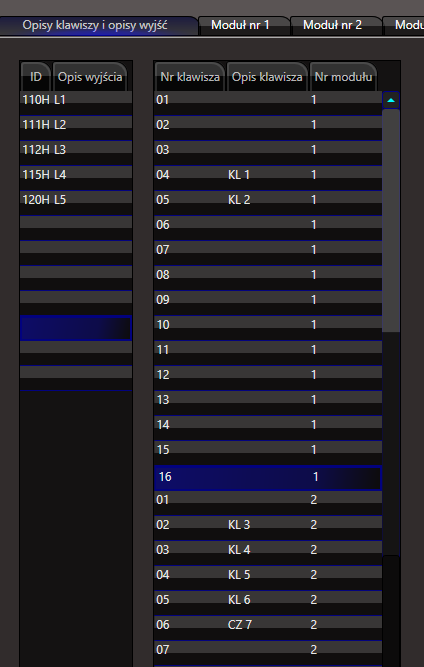 Opisy klawiszy i opisy wyjść Moduł nr 1 Moduł nr 2 Modu
ID Opis wyjścia
110H L1
111H L2
112H L3
115H L4
120H L5
Nr klawisza Opis klawisza Nr modułu
01 1
02 1
03 1
04 KL 1 1
05 KL 2 1
06 1
07 1
08 1
09 1
10 1
11 1
12 1
13 1
14 1
15 1
16 1
01 2
02 KL 3 2
03 KL 4 2
04 KL 5 2
05 KL 6 2
06 CZ 7 2
07 2